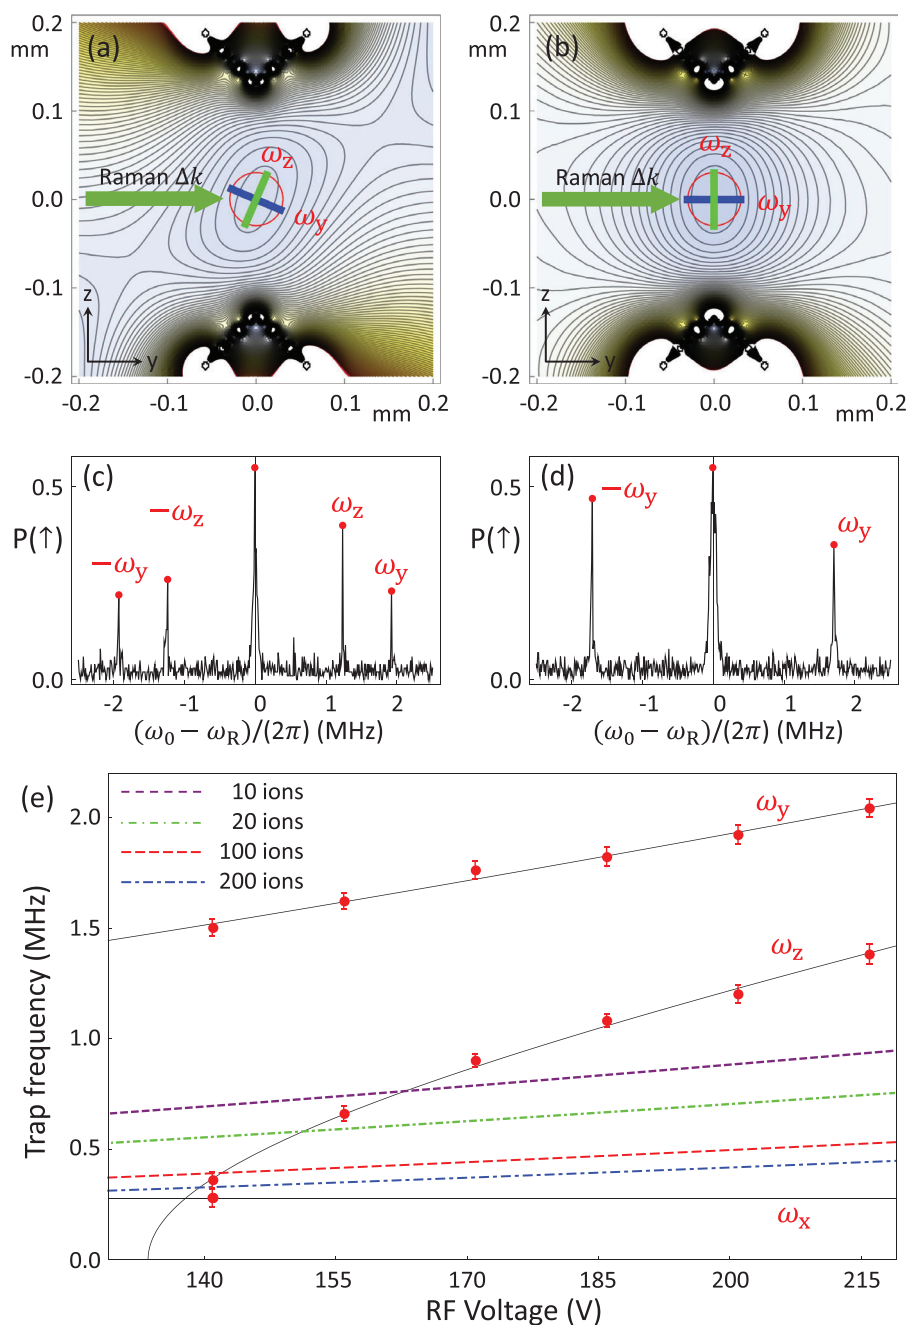 0.2
mm
0.1
0.0
-0.1
-0.2
(a)
ω_z
Raman Δk
ω_y
z
y
-0.2 -0.1 0.0 0.1 mm 0.2
0.2
mm
0.1
0.0
-0.1
-0.2
(b)
ω_z
Raman Δk
ω_y
z
y
-0.2 -0.1 0.0 0.1 mm 0.2
(c)
0.5
P(↑)
0.0
−ω_z
ω_z
−ω_y
ω_y
-2 -1 0 1 2
(ω_0 − ω_R)/(2π) (MHz)
(d)
0.5
P(↑)
0.0
−ω_y
ω_y
-2 -1 0 1 2
(ω_0 − ω_R)/(2π) (MHz)
(e)
10 ions
20 ions
100 ions
200 ions
ω_y
ω_z
ω_x
2.0
1.5
1.0
0.5
0.0
Trap frequency (MHz)
140 155 170 185 200 215
RF Voltage (V)